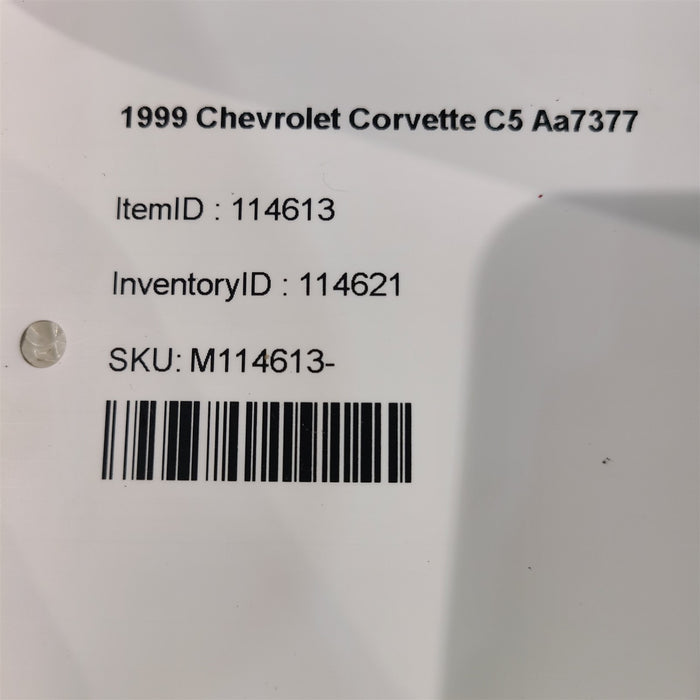 1999 Chevrolet Corvette C5 Aa7377
ItemID : 114613
InventoryID : 114621
SKU: M114613-